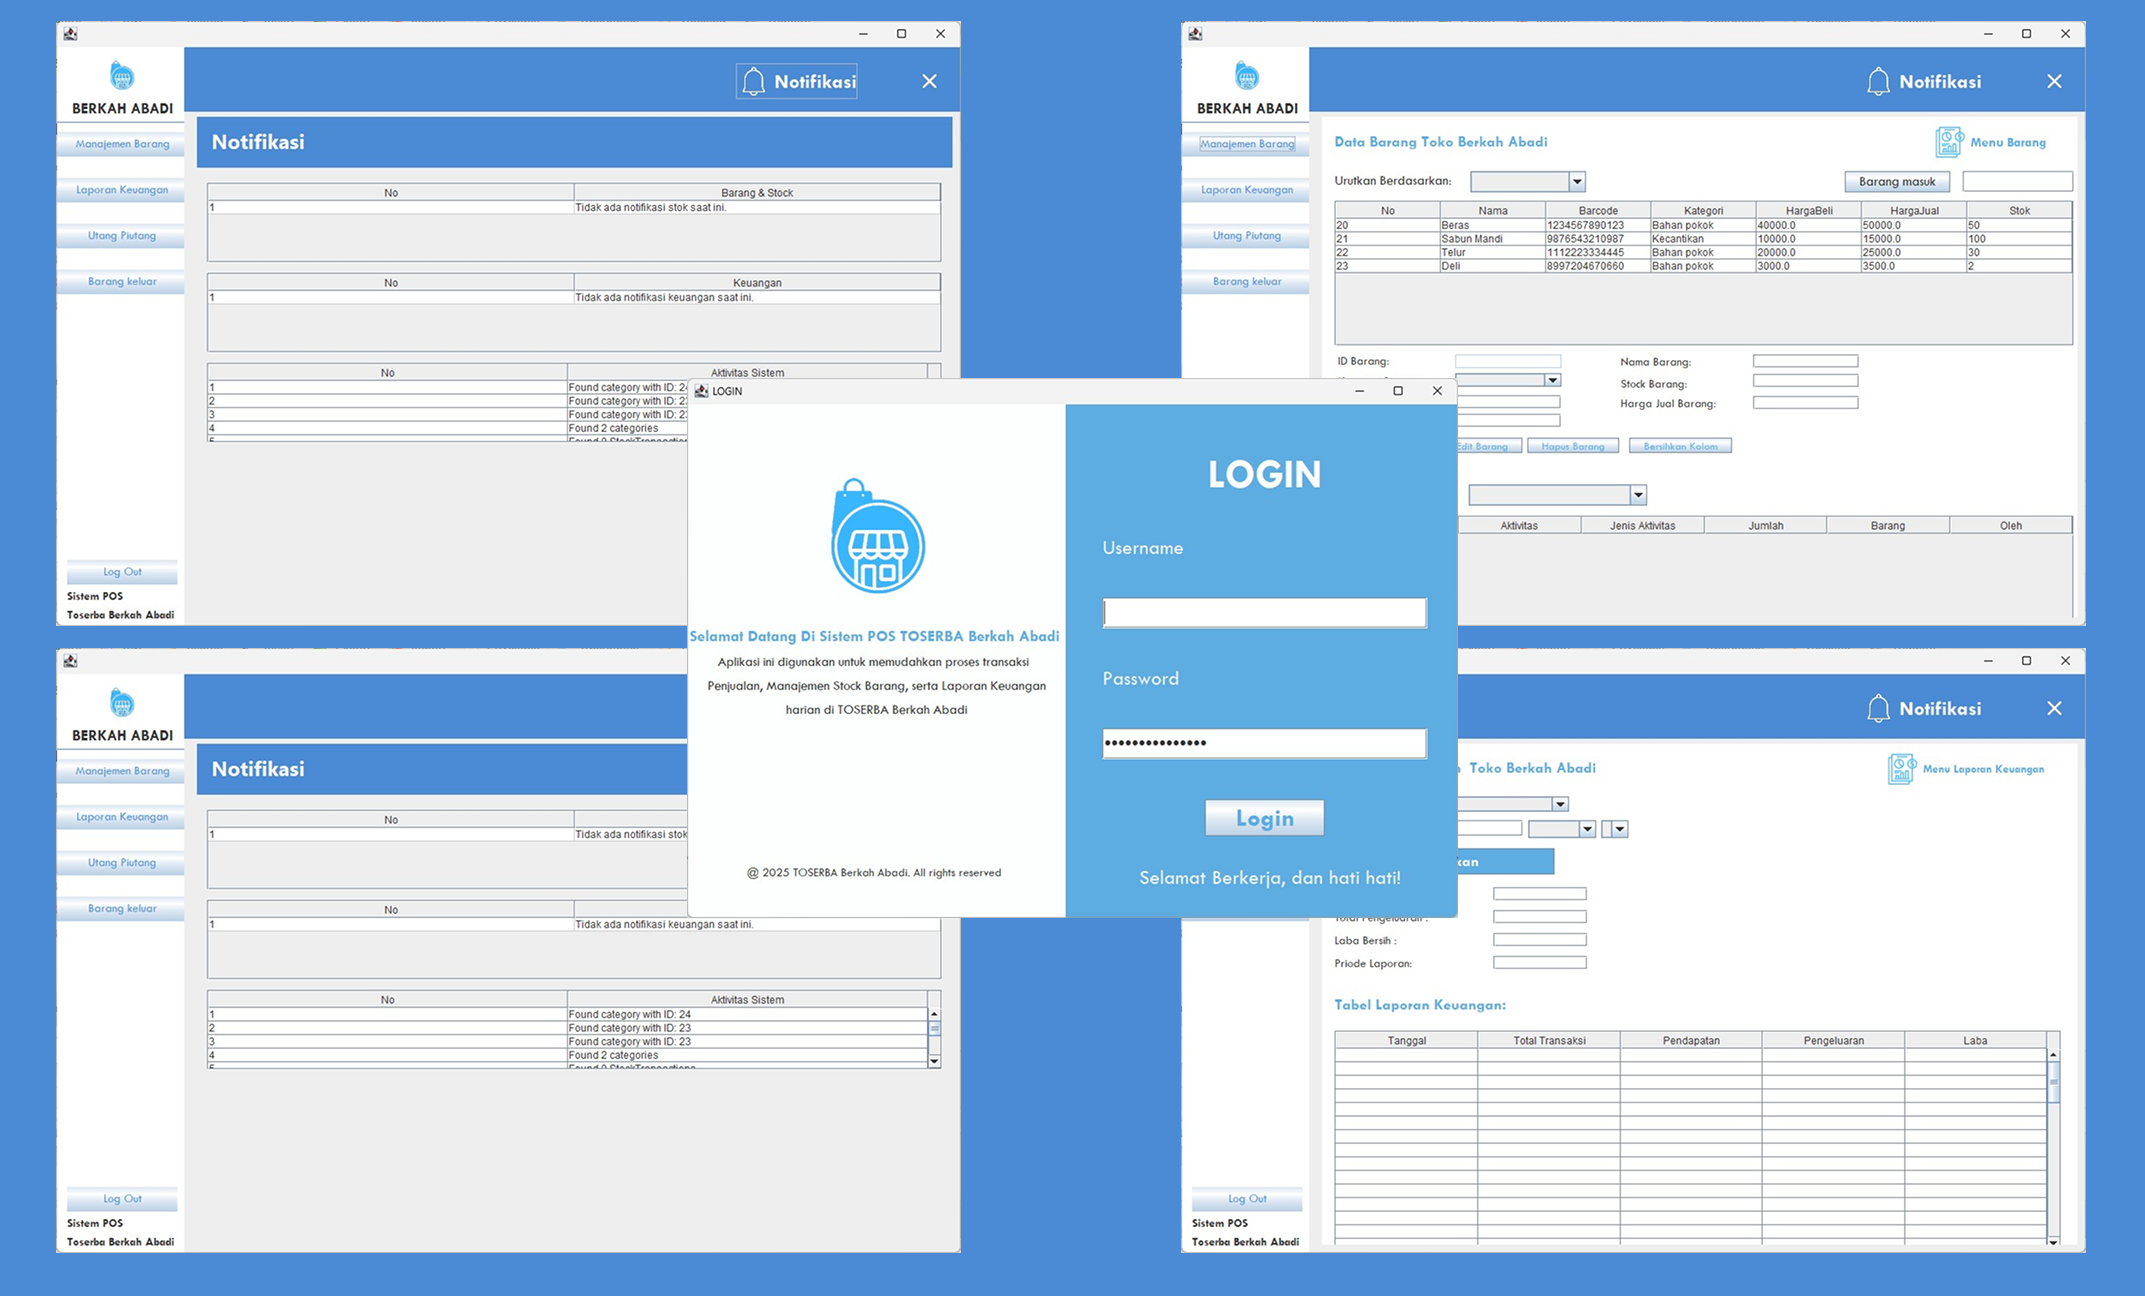 BERKAH ABADI
Manajemen Barang
Laporan Keuangan
Utang Piutang
Barang keluar
Log Out
Sistem POS
Toserba Berkah Abadi
Notifikasi
Notifikasi
No Barang & Stock
1 Tidak ada notifikasi stok saat ini.
No Keuangan
1 Tidak ada notifikasi keuangan saat ini.
No Aktivitas Sistem
1 Found category with ID: 24
2 Found category with ID: 23
3 Found category with ID: 23
4 Found 2 categories
BERKAH ABADI
Manajemen Barang
Laporan Keuangan
Utang Piutang
Barang keluar
Notifikasi
Data Barang Toko Berkah Abadi
Menu Barang
Urutkan Berdasarkan:
Barang masuk
No Nama Barcode Kategori HargaBeli HargaJual Stok
20 Beras 1234567890123 Bahan pokok 40000.0 50000.0 50
21 Sabun Mandi 9876543210987 Kecantikan 10000.0 15000.0 100
22 Telur 1112223334445 Bahan pokok 20000.0 25000.0 30
23 Deli 8997204670660 Bahan pokok 3000.0 3500.0 2
ID Barang:
Nama Barang:
Stock Barang:
Harga Jual Barang:
Edit Barang Hapus Barang Bersihkan Kolom
Aktivitas Jenis Aktivitas Jumlah Barang Oleh
LOGIN
Selamat Datang Di Sistem POS TOSERBA Berkah Abadi
Aplikasi ini digunakan untuk memudahkan proses transaksi
Penjualan, Manajemen Stock Barang, serta Laporan Keuangan
harian di TOSERBA Berkah Abadi
@ 2025 TOSERBA Berkah Abadi. All rights reserved
LOGIN
Username
Password
Login
Selamat Berkerja, dan hati hati!
BERKAH ABADI
Manajemen Barang
Laporan Keuangan
Utang Piutang
Barang keluar
Log Out
Sistem POS
Toserba Berkah Abadi
Notifikasi
No
1 Tidak ada notifikasi stok
No
1 Tidak ada notifikasi keuangan saat ini.
No Aktivitas Sistem
1 Found category with ID: 24
2 Found category with ID: 23
3 Found category with ID: 23
4 Found 2 categories
Notifikasi
Toko Berkah Abadi
Menu Laporan Keuangan
Total Pengeluaran :
Laba Bersih :
Priode Laporan:
Tabel Laporan Keuangan:
Tanggal Total Transaksi Pendapatan Pengeluaran Laba
Log Out
Sistem POS
Toserba Berkah Abadi